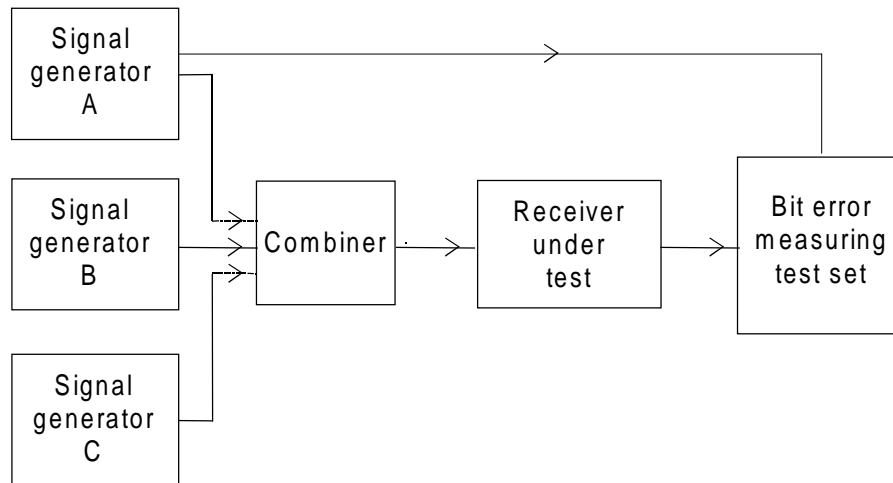 Signal
generator
A
Signal
generator
B
Signal
generator
C
Combiner
Receiver
under
test
Bit error
measuring
test set